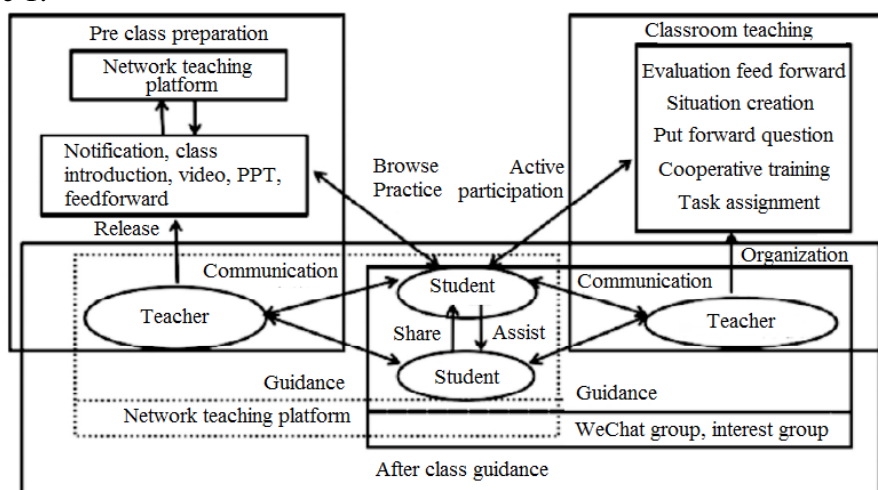 Pre class preparation
Network teaching
platform
Notification, class
introduction, video, PPT,
feedforward
Release
Browse
Practice
Active
participation
Classroom teaching
Evaluation feed forward
Situation creation
Put forward question
Cooperative training
Task assignment
Organization
Communication
Student
Communication
Teacher
Share
Assist
Teacher
Student
Guidance
Guidance
Network teaching platform
WeChat group, interest group
After class guidance